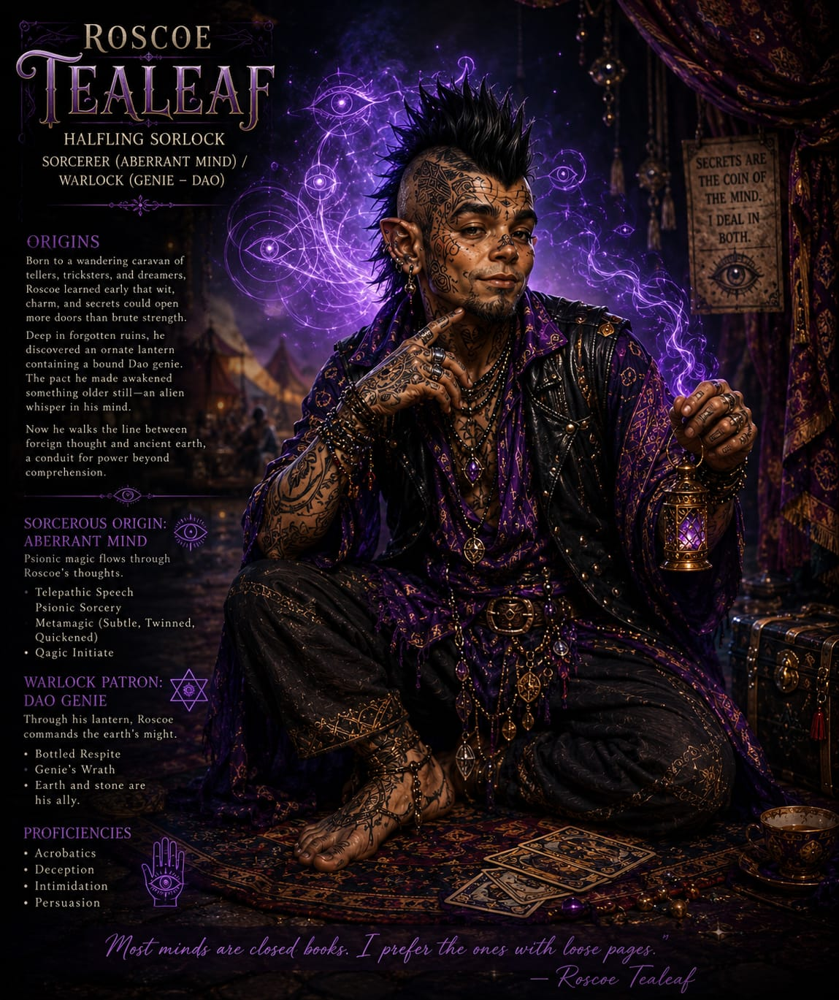 ROSCOE
TEALEAF
HALFLING SORLOCK
SORCERER (ABERRANT MIND) /
WARLOCK (GENIE – DAO)
ORIGINS
Born to a wandering caravan of
tellers, tricksters, and dreamers,
Roscoe learned early that wit,
charm, and secrets could open
more doors than brute strength.
Deep in forgotten ruins, he
discovered an ornate lantern
containing a bound Dao genie.
The pact he made awakened
something older still—an alien
whisper in his mind.
Now he walks the line between
foreign thought and ancient earth,
a conduit for power beyond
comprehension.
SORCEROUS ORIGIN:
ABERRANT MIND
Psionic magic flows through
Roscoe's thoughts.
• Telepathic Speech
Psionic Sorcery
Metamagic (Subtle, Twinned,
Quickened)
• Qagic Initiate
WARLOCK PATRON:
DAO GENIE
Through his lantern, Roscoe
commands the earth's might.
• Bottled Respite
• Genie's Wrath
• Earth and stone are
his ally.
PROFICIENCIES
• Acrobatics
• Deception
• Intimidation
• Persuasion
SECRETS ARE
THE COIN OF
THE MIND.
I DEAL IN
BOTH.
Most minds are closed books. I prefer the ones with loose pages."
— Roscoe Tealeaf